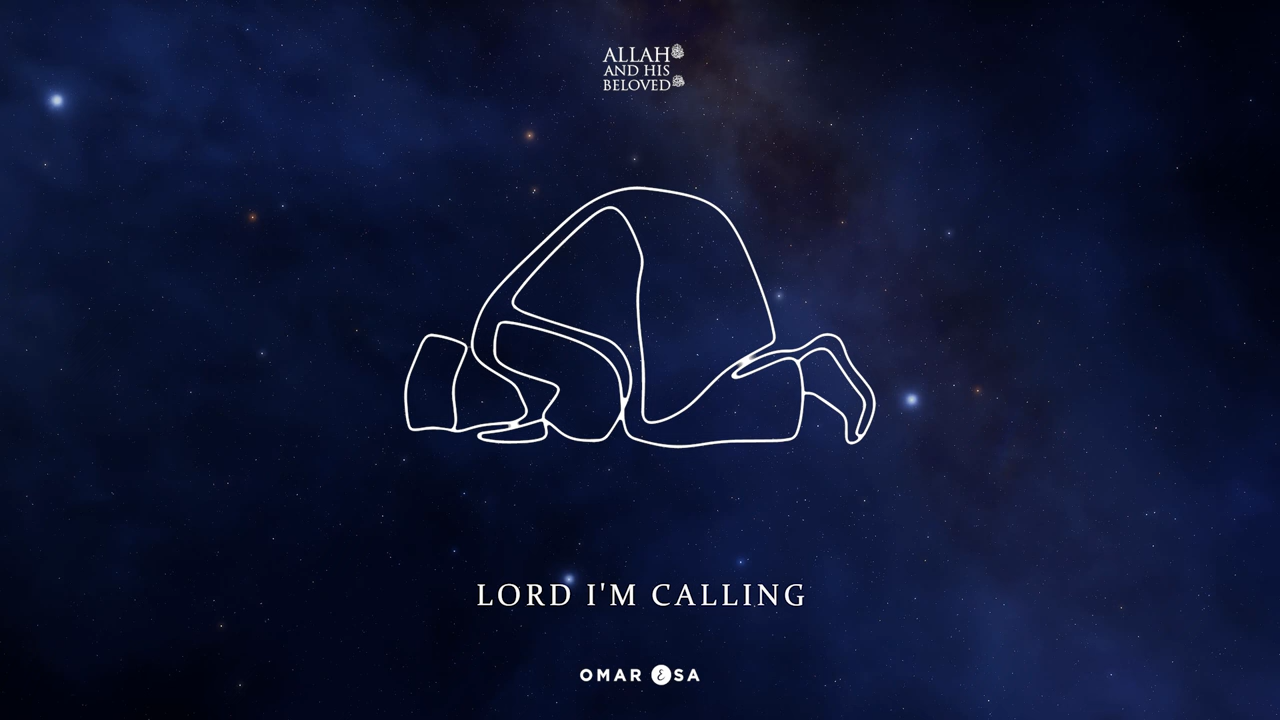 ALLAH
AND HIS
BELOVED
LORD I'M CALLING
OMAR ESA